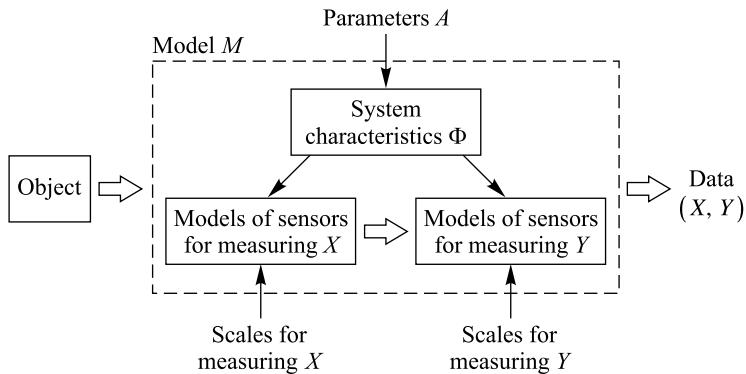 Parameters A
Model M
System
characteristics Φ
Object
Models of sensors
for measuring X
Models of sensors
for measuring Y
Data
(X, Y)
Scales for
measuring X
Scales for
measuring Y